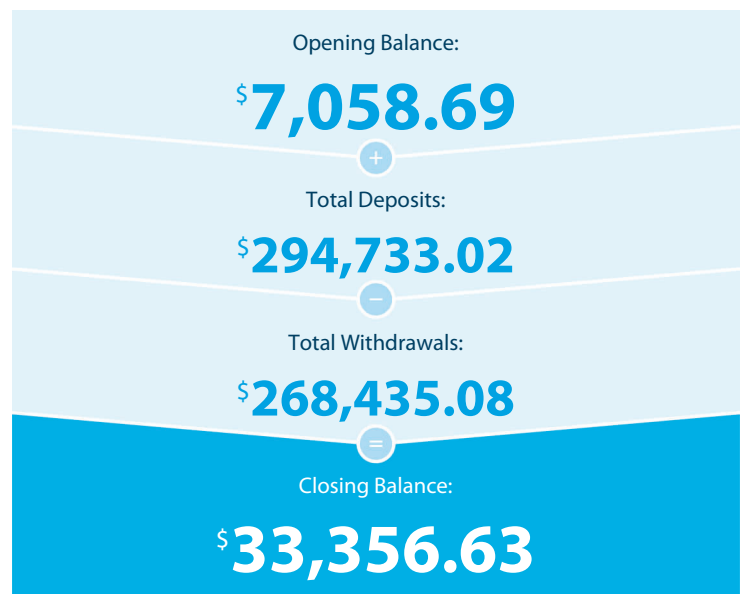 Opening Balance:
$7,058.69
+
Total Deposits:
$294,733.02
−
Total Withdrawals:
$268,435.08
=
Closing Balance:
$33,356.63